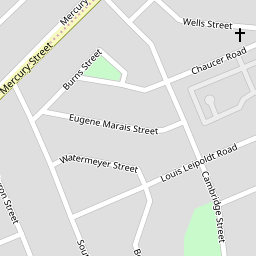 Mercury
Wells Street
Chaucer Road
Burns Street
Mercury Street
Eugene Marais Street
Watermeyer Street
Louis Leipoldt Road
Cambridge Street
Street